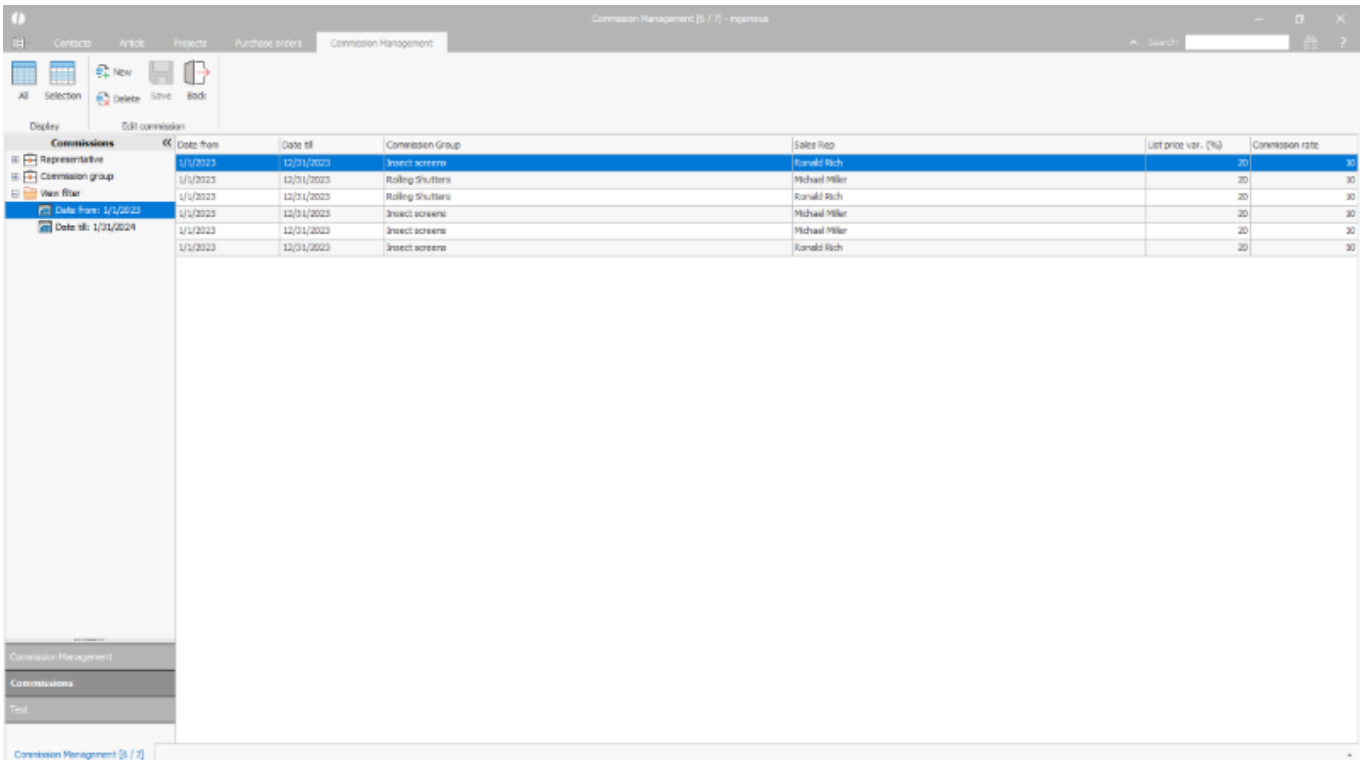 Commission Management [6 / 7] - ingenious
Contacts Article Projects Purchase orders Commission Management Search: ?
All Selection New Delete Save Back
Display Edit commission
Commissions Date from Date till Commission Group Sales Rep List price var. (%) Commission rate
Representative 1/1/2023 12/31/2023 Insect screens Ronald Rich 20 10
Commission group 1/1/2023 12/31/2023 Rolling Shutters Michael Miller 20 10
View filter 1/1/2023 12/31/2023 Rolling Shutters Ronald Rich 20 10
Date from: 1/1/2023 1/1/2023 12/31/2023 Insect screens Michael Miller 20 10
Date till: 1/31/2024 1/1/2023 12/31/2023 Insect screens Michael Miller 20 10
1/1/2023 12/31/2023 Insect screens Ronald Rich 20 10
Commission Management
Commissions
Test
Commission Management [6 / 7]